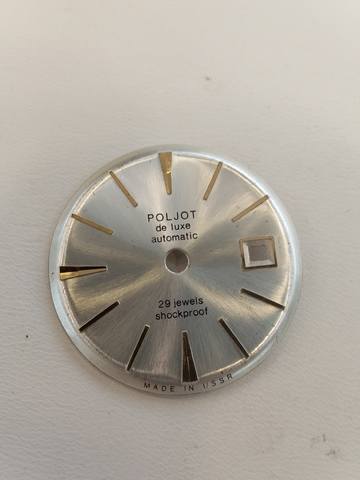 POLJOT
de luxe
automatic
29 jewels
shockproof
MADE IN USSR